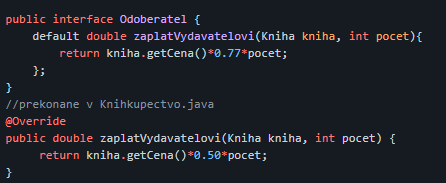 public interface Odoberatel {
    default double zaplatVydavatelovi(Kniha kniha, int pocet){
        return kniha.getCena()*0.77*pocet;
    };
}
//prekonane v Knihkupectvo.java
@Override
public double zaplatVydavatelovi(Kniha kniha, int pocet) {
    return kniha.getCena()*0.50*pocet;
}